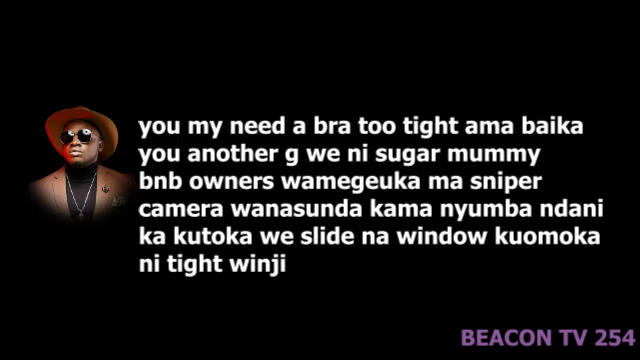 you my need a bra too tight ama baika
you another g we ni sugar mummy
bnb owners wamegeuka ma sniper
camera wanasunda kama nyumba ndani
ka kutoka we slide na window kuomoka
ni tight winji
BEACON TV 254